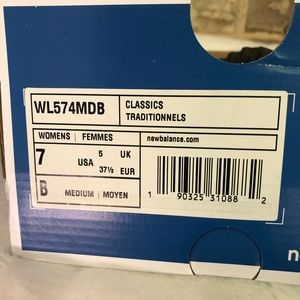 WL574MDB
CLASSICS
TRADITIONNELS
WOMENS | FEMMES
newbalance.com
7 USA 5 UK
37½ EUR
B MEDIUM | MOYEN
1 90325 31088 2
n